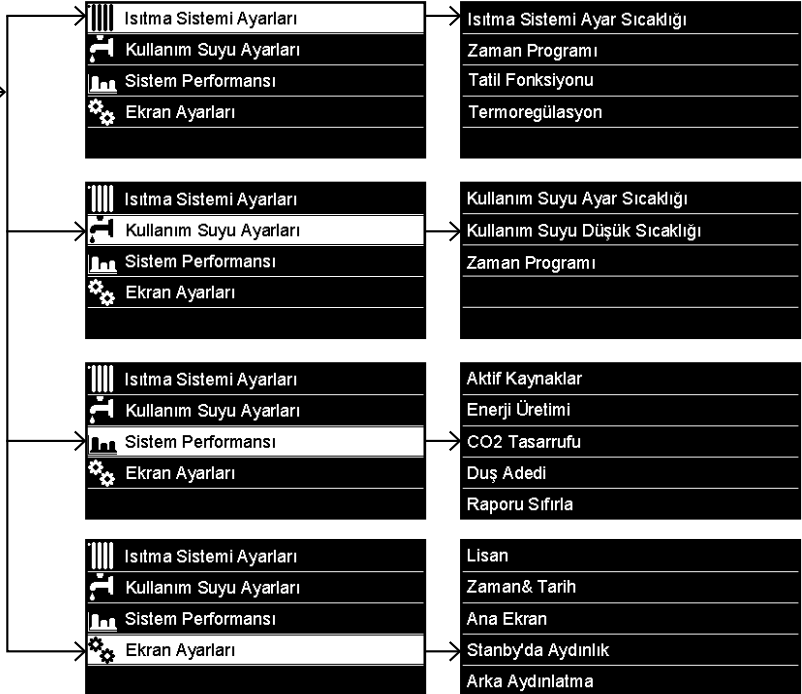 Isıtma Sistemi Ayarları
Kullanım Suyu Ayarları
Sistem Performansı
Ekran Ayarları
Isıtma Sistemi Ayar Sıcaklığı
Zaman Programı
Tatil Fonksiyonu
Termoregülasyon
Isıtma Sistemi Ayarları
Kullanım Suyu Ayarları
Sistem Performansı
Ekran Ayarları
Kullanım Suyu Ayar Sıcaklığı
Kullanım Suyu Düşük Sıcaklığı
Zaman Programı
Isıtma Sistemi Ayarları
Kullanım Suyu Ayarları
Sistem Performansı
Ekran Ayarları
Aktif Kaynaklar
Enerji Üretimi
CO2 Tasarrufu
Duş Adedi
Raporu Sıfırla
Isıtma Sistemi Ayarları
Kullanım Suyu Ayarları
Sistem Performansı
Ekran Ayarları
Lisan
Zaman& Tarih
Ana Ekran
Stanby'da Aydınlık
Arka Aydınlatma